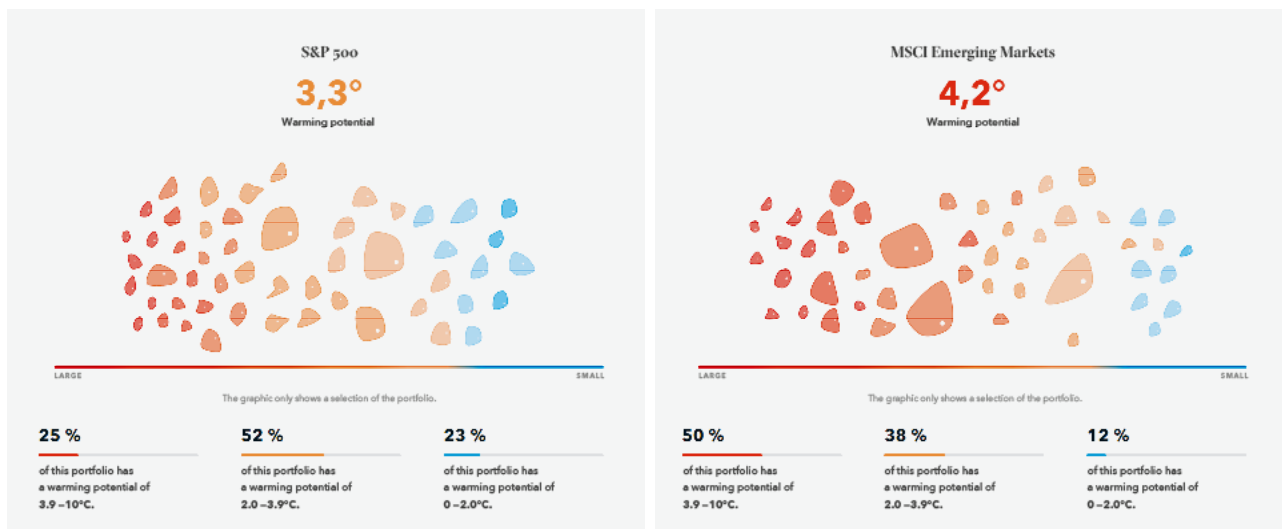 S&P 500
3,3°
Warming potential
LARGE
SMALL
The graphic only shows a selection of the portfolio.
25 %
of this portfolio has
a warming potential of
3.9 –10°C.
52 %
of this portfolio has
a warming potential of
2.0 –3.9°C.
23 %
of this portfolio has
a warming potential of
0 –2.0°C.
MSCI Emerging Markets
4,2°
Warming potential
LARGE
SMALL
The graphic only shows a selection of the portfolio.
50 %
of this portfolio has
a warming potential of
3.9 –10°C.
38 %
of this portfolio has
a warming potential of
2.0 –3.9°C.
12 %
of this portfolio has
a warming potential of
0 –2.0°C.